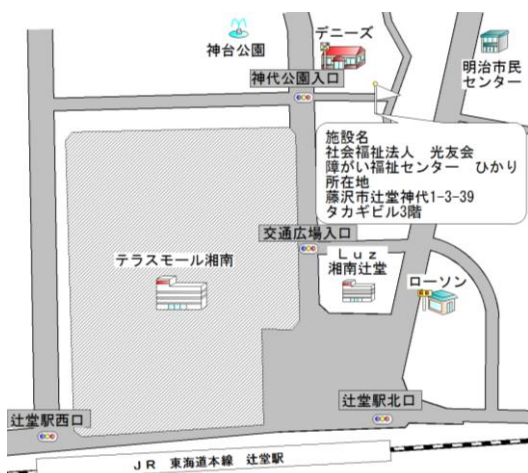 デニーズ
神台公園
明治市民
センター
神代公園入口
施設名
社会福祉法人　光友会
障がい福祉センター　ひかり
所在地
藤沢市辻堂神代1-3-39
タカギビル3階
交通広場入口
テラスモール湘南
Ｌｕｚ
湘南辻堂
ローソン
辻堂駅西口
辻堂駅北口
ＪＲ　東海道本線　辻堂駅